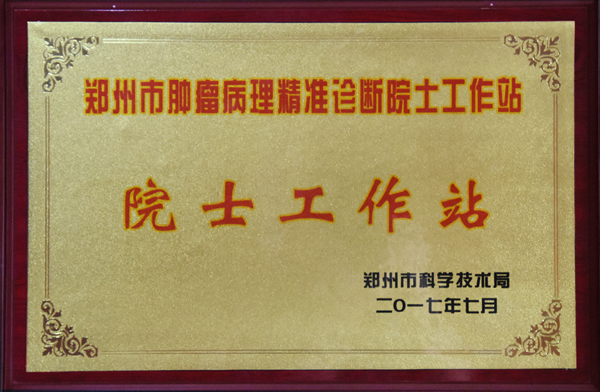 郑州市肿瘤病理精准诊断院士工作站
院士工作站
郑州市科学技术局
二〇一七年七月